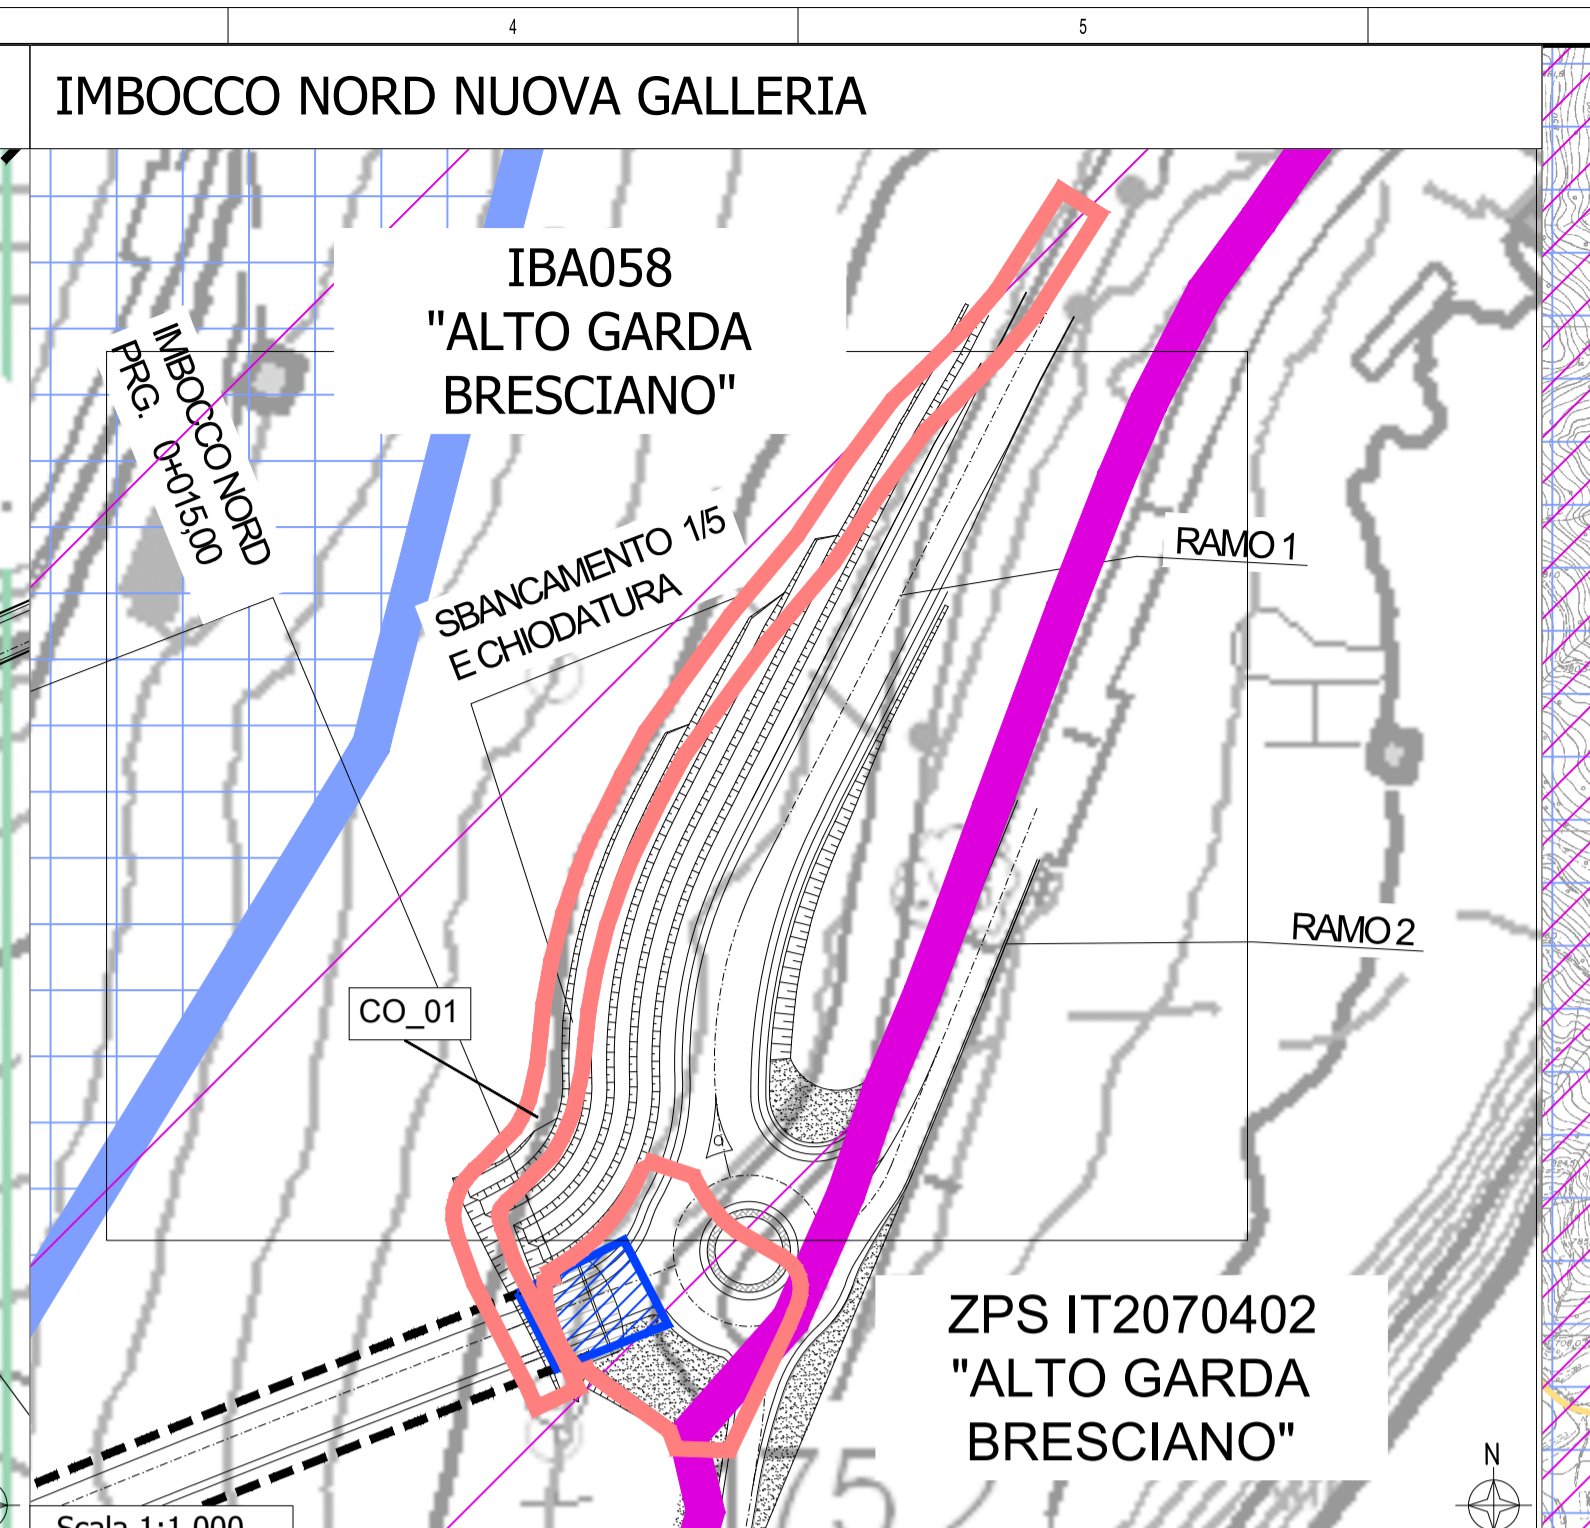 4
5
IMBOCCO NORD NUOVA GALLERIA
IBA058
"ALTO GARDA
BRESCIANO"
IMBOCCO NORD
PRG. 0+015,00
SBANCAMENTO 1/5
E CHIODATURA
RAMO 1
RAMO 2
CO_01
ZPS IT2070402
"ALTO GARDA
BRESCIANO"
75
N
Scala 1:1.000